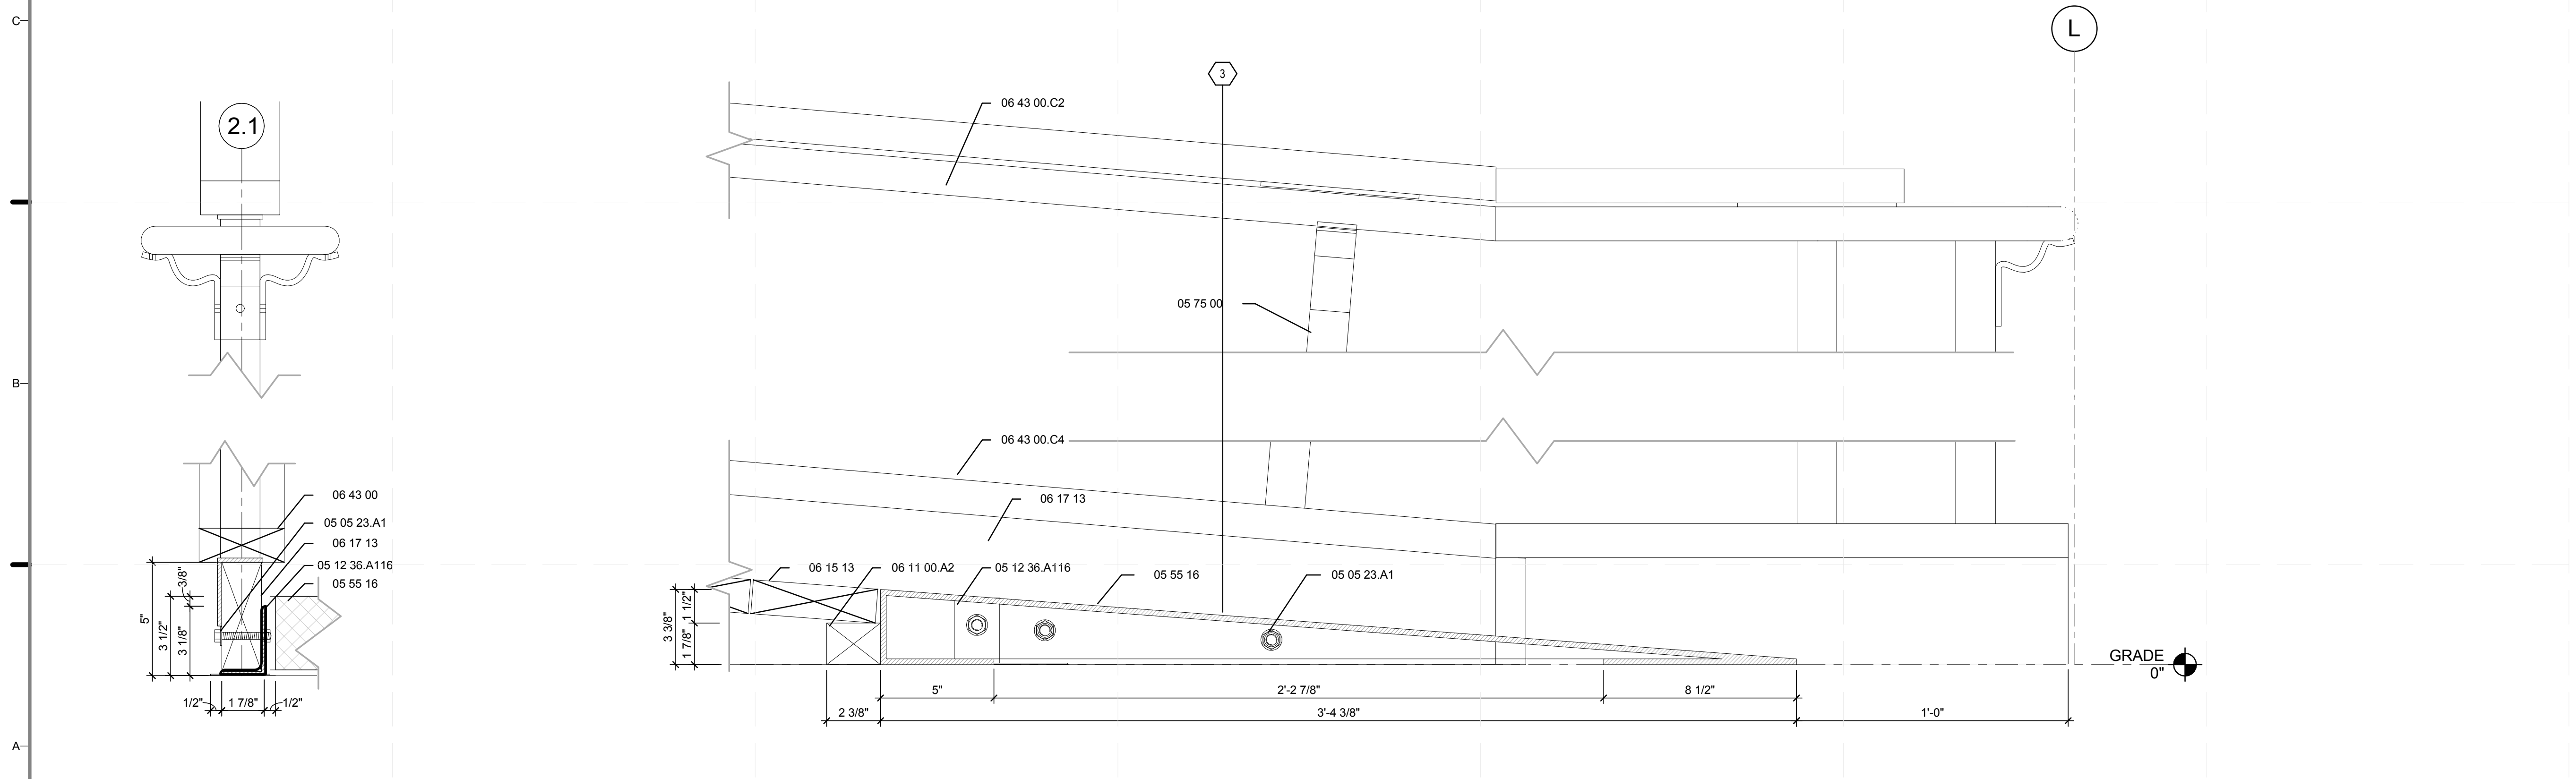 C
L
3
06 43 00.C2
2.1
05 75 00
B
06 43 00.C4
06 43 00
06 17 13
05 05 23.A1
06 17 13
05 12 36.A116
05 55 16
06 15 13
06 11 00.A2
05 12 36.A116
05 55 16
05 05 23.A1
5"
3 1/2"
3 1/8"
3/8"
3 3/8"
1 1/2"
1 7/8"
GRADE
0"
1/2"
1 7/8"
1/2"
5"
2'-2 7/8"
8 1/2"
2 3/8"
3'-4 3/8"
1'-0"
A